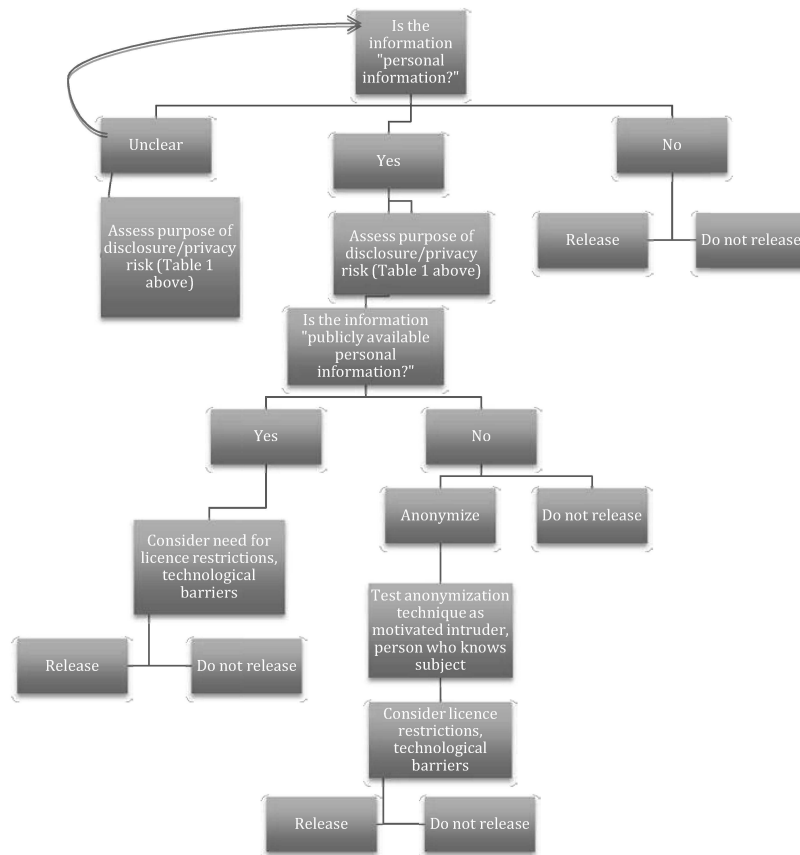 Is the
information
"personal
information?"
Unclear
Yes
No
Assess purpose of
disclosure/privacy
risk (Table 1
above)
Assess purpose of
disclosure/privacy
risk (Table 1 above)
Release
Do not release
Is the information
"publicly available
personal
information?"
Yes
No
Anonymize
Do not release
Consider need for
licence restrictions,
technological
barriers
Test anonymization
technique as
motivated intruder,
person who knows
subject
Release
Do not release
Consider licence
restrictions,
technological
barriers
Release
Do not release